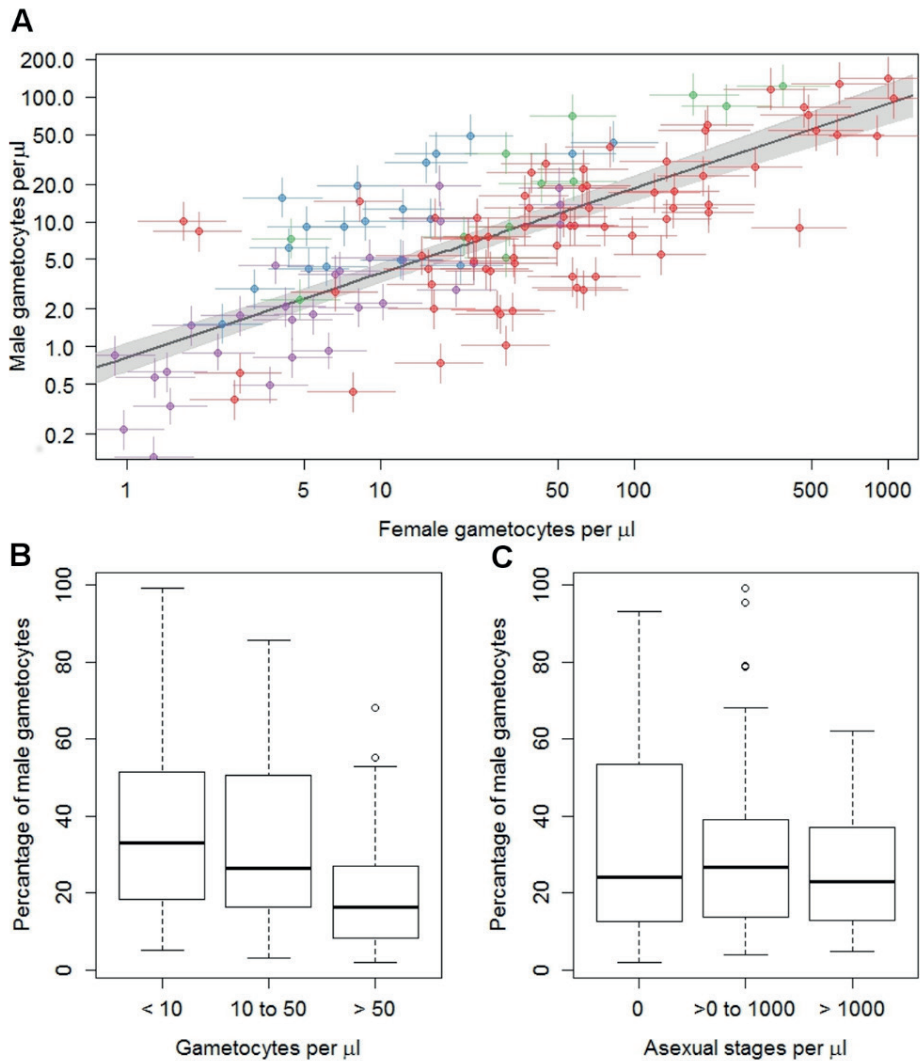 A
Male gametocytes per μl
200.0
100.0
50.0
20.0
10.0
5.0
2.0
1.0
0.5
0.2
1 5 10 50 100 500 1000
Female gametocytes per μl
B
Percentage of male gametocytes
100
80
60
40
20
0
< 10 10 to 50 > 50
Gametocytes per μl
C
Percentage of male gametocytes
100
80
60
40
20
0
0 >0 to 1000 > 1000
Asexual stages per μl